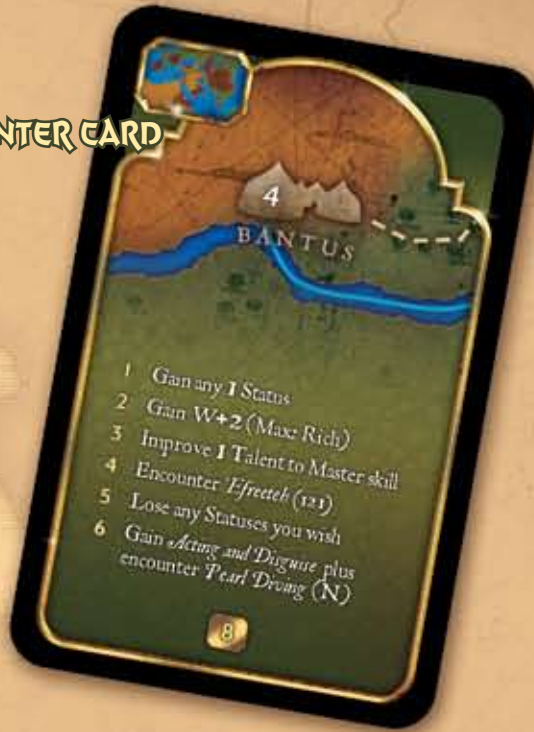 NTER CARD
4
BANTUS
1 Gain any 1 Status
2 Gain W+2 (Max: Rich)
3 Improve 1 Talent to Master skill
4 Encounter Efreeteh (121)
5 Lose any Statuses you wish
6 Gain Acting and Disguise plus
encounter Pearl Diving (N)
8